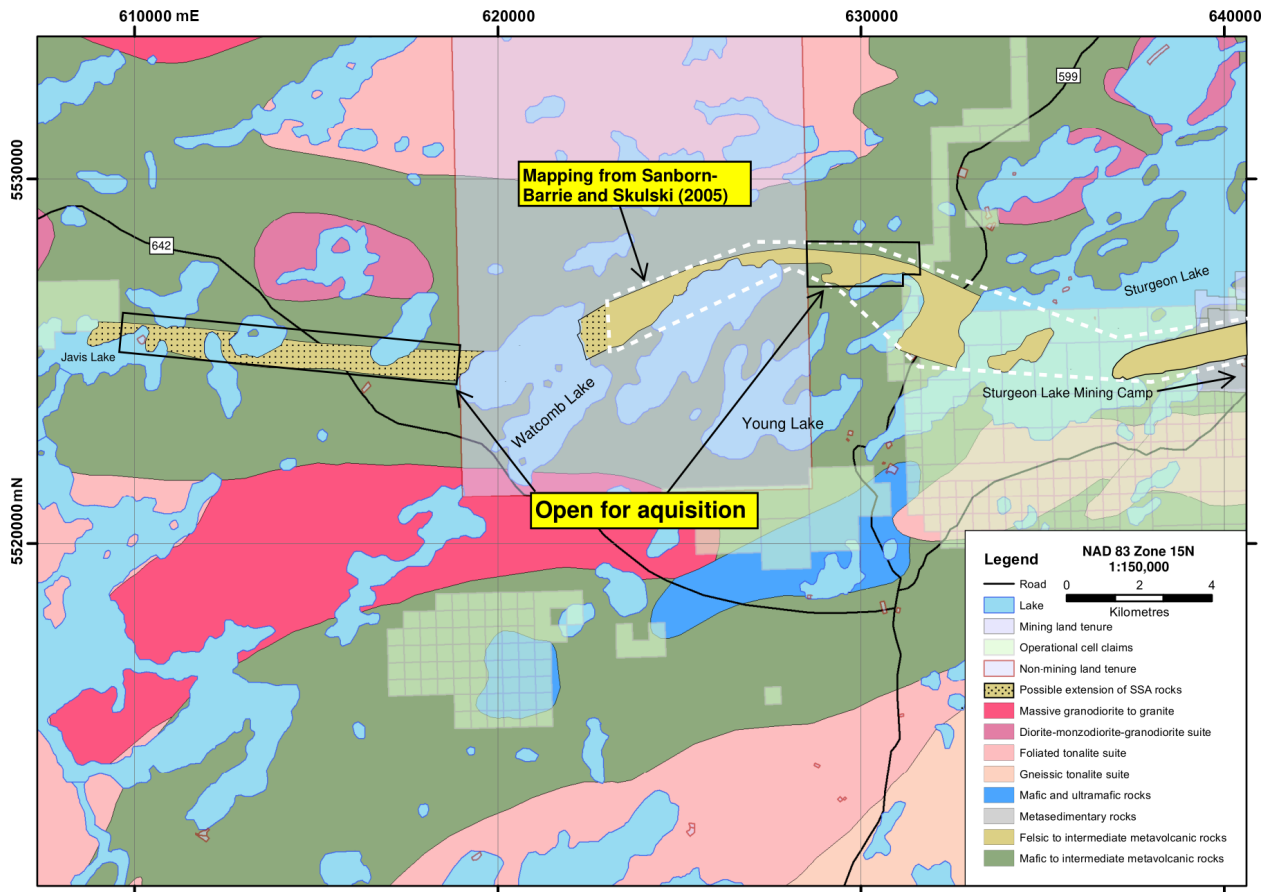 610000 mE
620000
630000
640000
599
5530000
Mapping from Sanborn-
Barrie and Skulski (2005)
642
Sturgeon Lake
Javis Lake
Watcomb Lake
Young Lake
Sturgeon Lake Mining Camp
Open for aquisition
5520000mN
Legend
NAD 83 Zone 15N
1:150,000
0 2 4
Kilometres
Road
Lake
Mining land tenure
Operational cell claims
Non-mining land tenure
Possible extension of SSA rocks
Massive granodiorite to granite
Diorite-monzodiorite-granodiorite suite
Foliated tonalite suite
Gneissic tonalite suite
Mafic and ultramafic rocks
Metasedimentary rocks
Felsic to intermediate metavolcanic rocks
Mafic to intermediate metavolcanic rocks